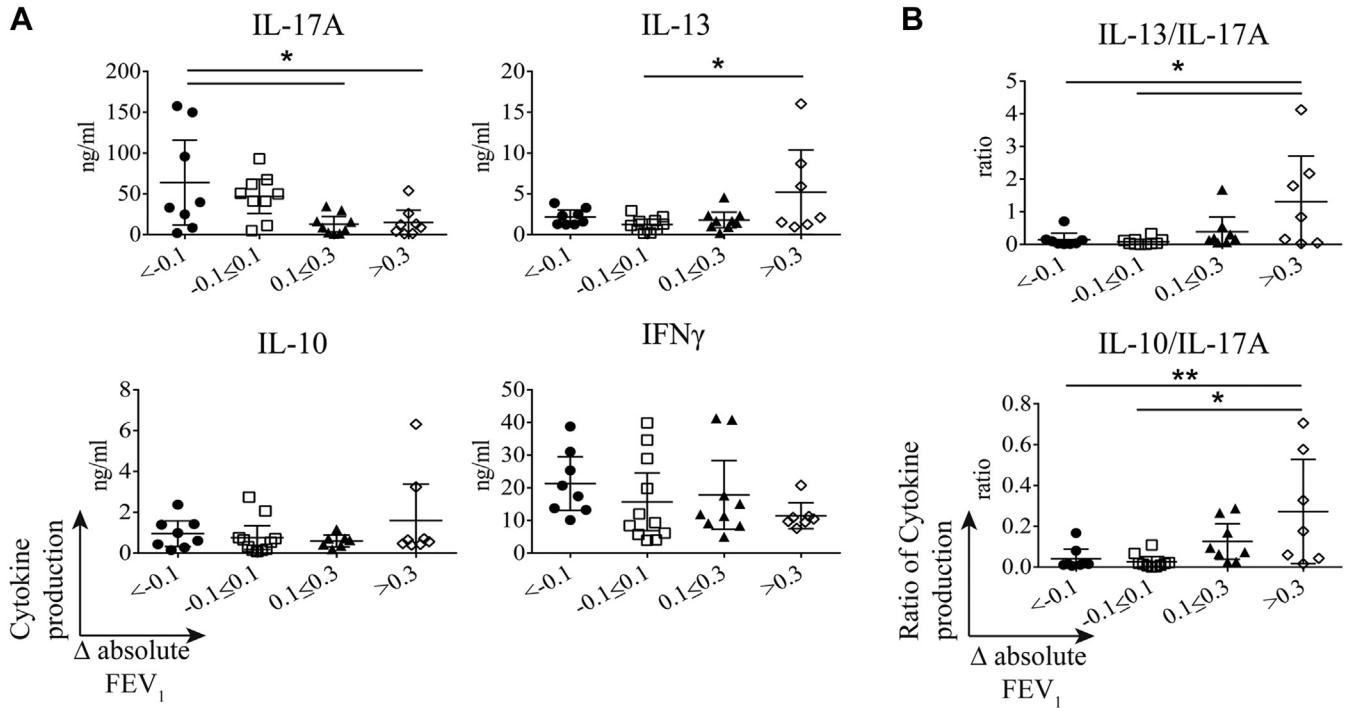 A
IL-17A
*
ng/ml
200
150
100
50
0
<-0.1
-0.1≤0.1
0.1≤0.3
>0.3
IL-13
*
ng/ml
20
15
10
5
0
<-0.1
-0.1≤0.1
0.1≤0.3
>0.3
IL-10
ng/ml
8
6
4
2
0
<-0.1
-0.1≤0.1
0.1≤0.3
>0.3
IFNγ
ng/ml
50
40
30
20
10
0
<-0.1
-0.1≤0.1
0.1≤0.3
>0.3
Cytokine
production
Δ absolute
FEV1
B
IL-13/IL-17A
*
ratio
5
4
3
2
1
0
<-0.1
-0.1≤0.1
0.1≤0.3
>0.3
IL-10/IL-17A
**
*
ratio
0.8
0.6
0.4
0.2
0.0
<-0.1
-0.1≤0.1
0.1≤0.3
>0.3
Ratio of Cytokine
production
Δ absolute
FEV1